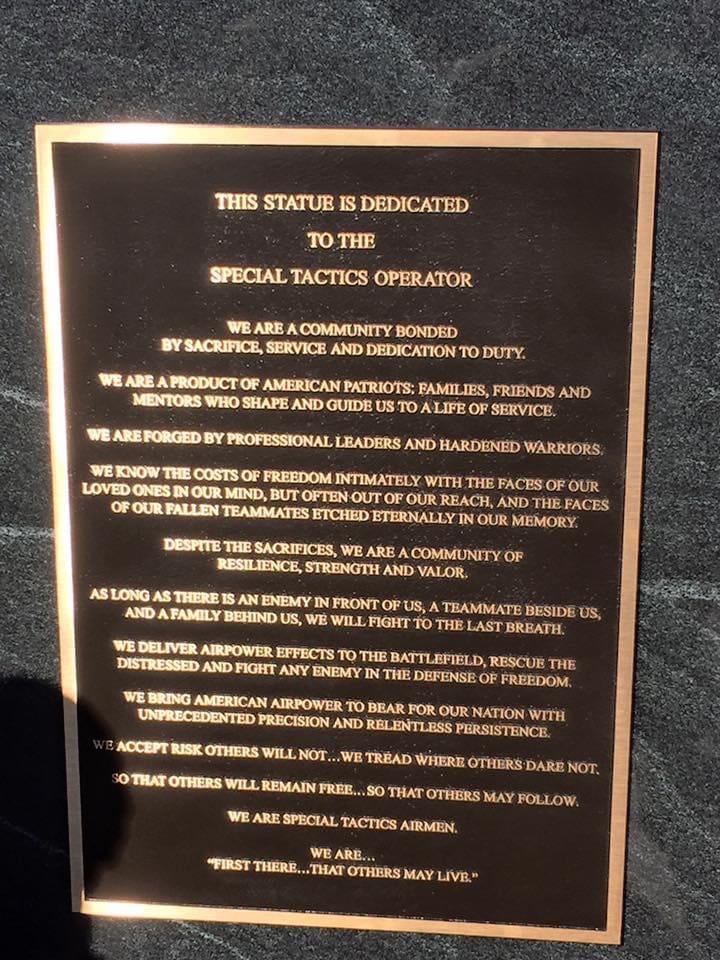 THIS STATUE IS DEDICATED
TO THE
SPECIAL TACTICS OPERATOR
WE ARE A COMMUNITY BONDED
BY SACRIFICE, SERVICE AND DEDICATION TO DUTY.
WE ARE A PRODUCT OF AMERICAN PATRIOTS: FAMILIES, FRIENDS AND
MENTORS WHO SHAPE AND GUIDE US TO A LIFE OF SERVICE.
WE ARE FORGED BY PROFESSIONAL LEADERS AND HARDENED WARRIORS.
WE KNOW THE COSTS OF FREEDOM INTIMATELY WITH THE FACES OF OUR
LOVED ONES IN OUR MIND, BUT OFTEN OUT OF OUR REACH, AND THE FACES
OF OUR FALLEN TEAMMATES ETCHED ETERNALLY IN OUR MEMORY.
DESPITE THE SACRIFICES, WE ARE A COMMUNITY OF
RESILIENCE, STRENGTH AND VALOR.
AS LONG AS THERE IS AN ENEMY IN FRONT OF US, A TEAMMATE BESIDE US,
AND A FAMILY BEHIND US, WE WILL FIGHT TO THE LAST BREATH.
WE DELIVER AIRPOWER EFFECTS TO THE BATTLEFIELD, RESCUE THE
DISTRESSED AND FIGHT ANY ENEMY IN THE DEFENSE OF FREEDOM.
WE BRING AMERICAN AIRPOWER TO BEAR FOR OUR NATION WITH
UNPRECEDENTED PRECISION AND RELENTLESS PERSISTENCE.
WE ACCEPT RISK OTHERS WILL NOT...WE TREAD WHERE OTHERS DARE NOT.
SO THAT OTHERS WILL REMAIN FREE...SO THAT OTHERS MAY FOLLOW.
WE ARE SPECIAL TACTICS AIRMEN.
WE ARE...
"FIRST THERE...THAT OTHERS MAY LIVE."